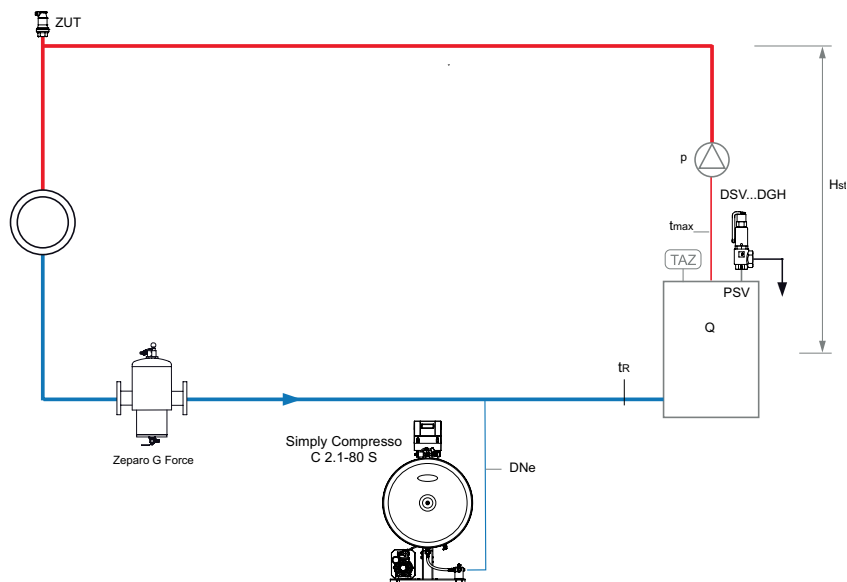 ZUT
p
Hst
DSV...DGH
tmax
TAZ
PSV
Q
tR
Simply Compresso
C 2.1-80 S
DNe
Zeparo G Force